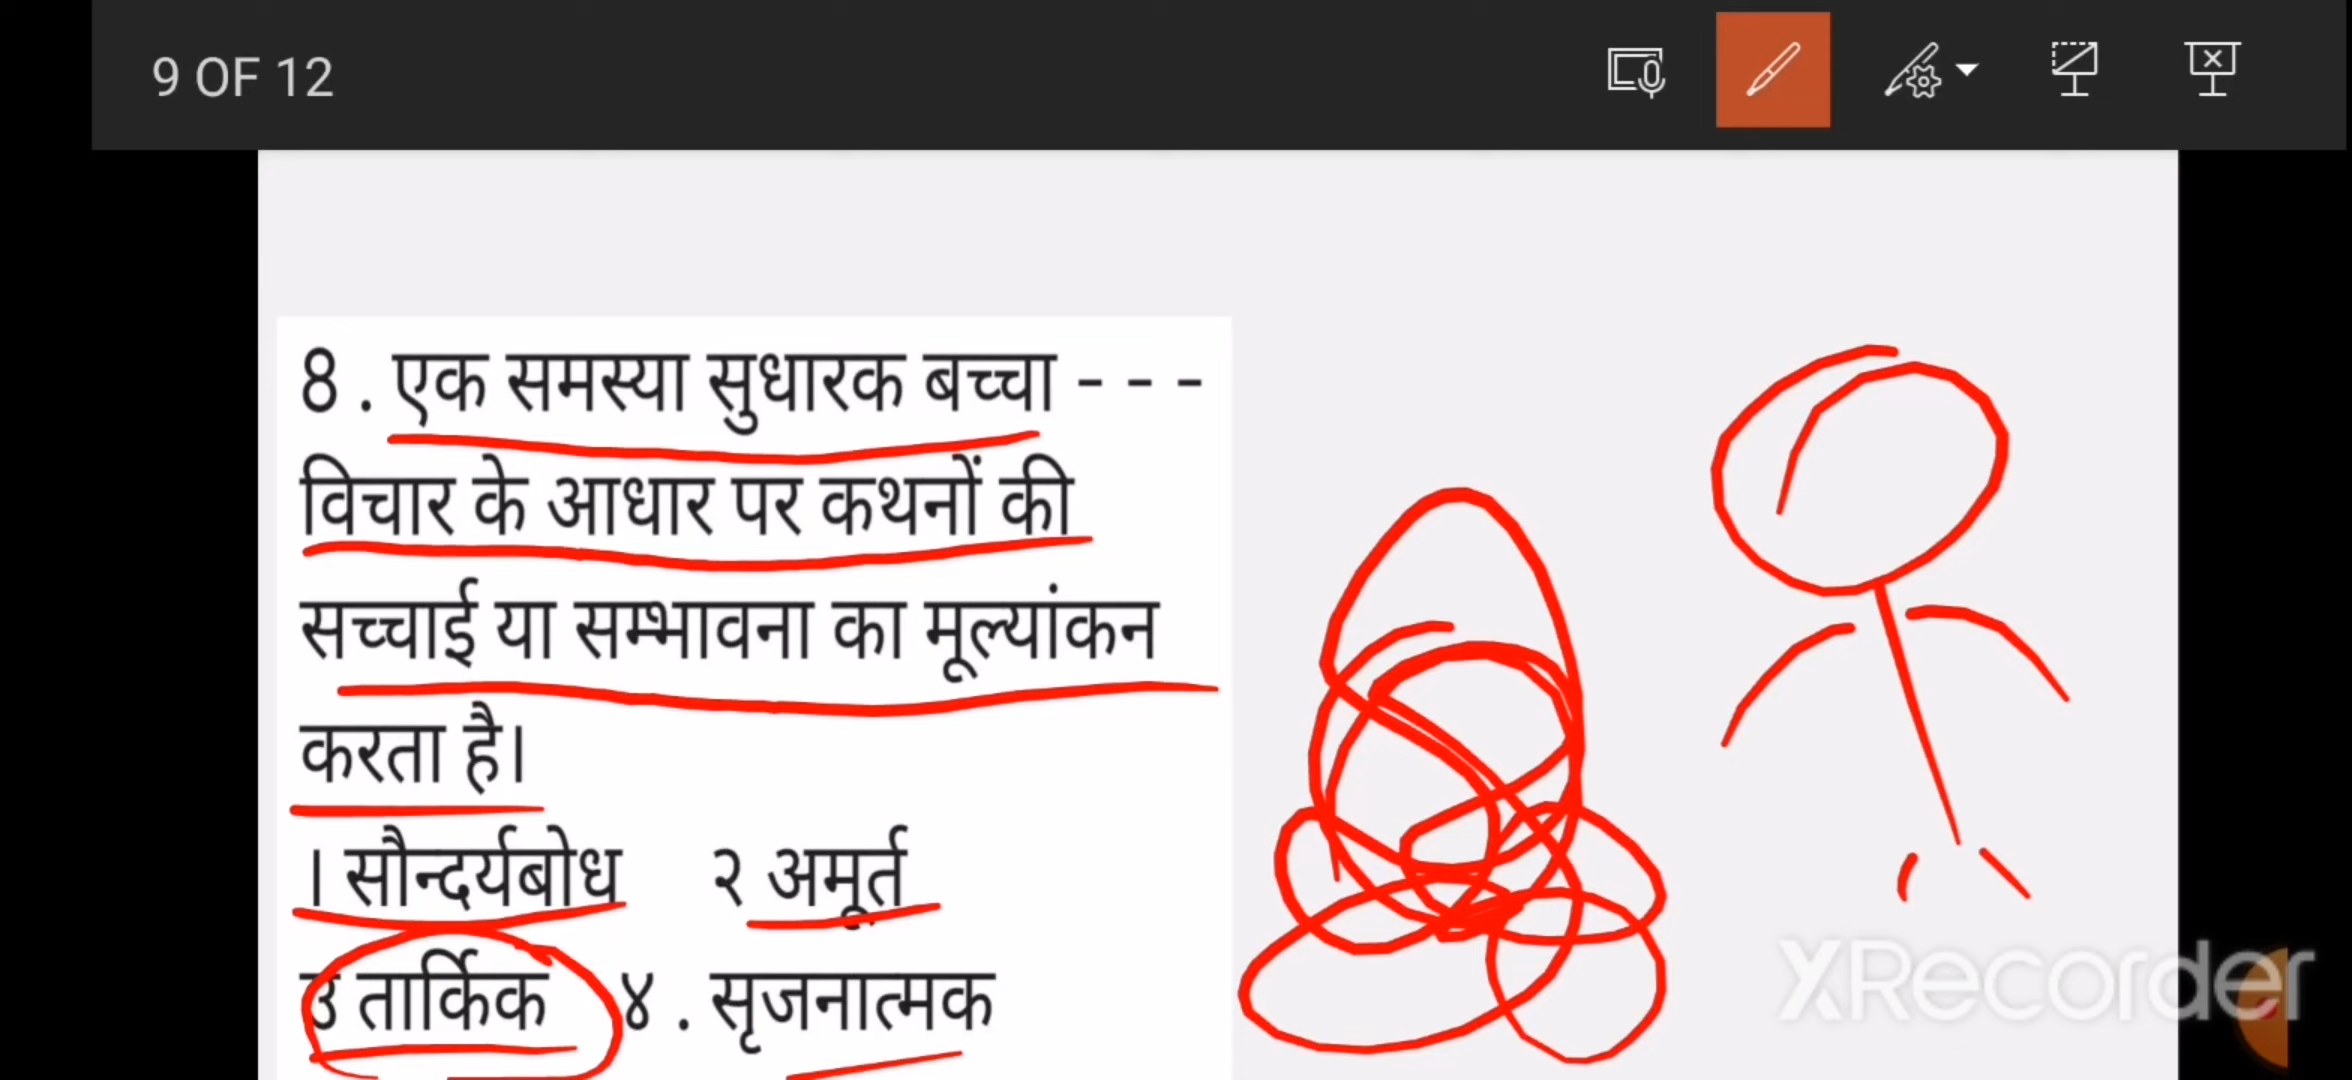 9 OF 12
8 . एक समस्या सुधारक बच्चा - - -
विचार के आधार पर कथनों की
सच्चाई या सम्भावना का मूल्यांकन
करता है।
। सौन्दर्यबोध २ अमूर्त
उ तार्किक ४ . सृजनात्मक
XRecorder